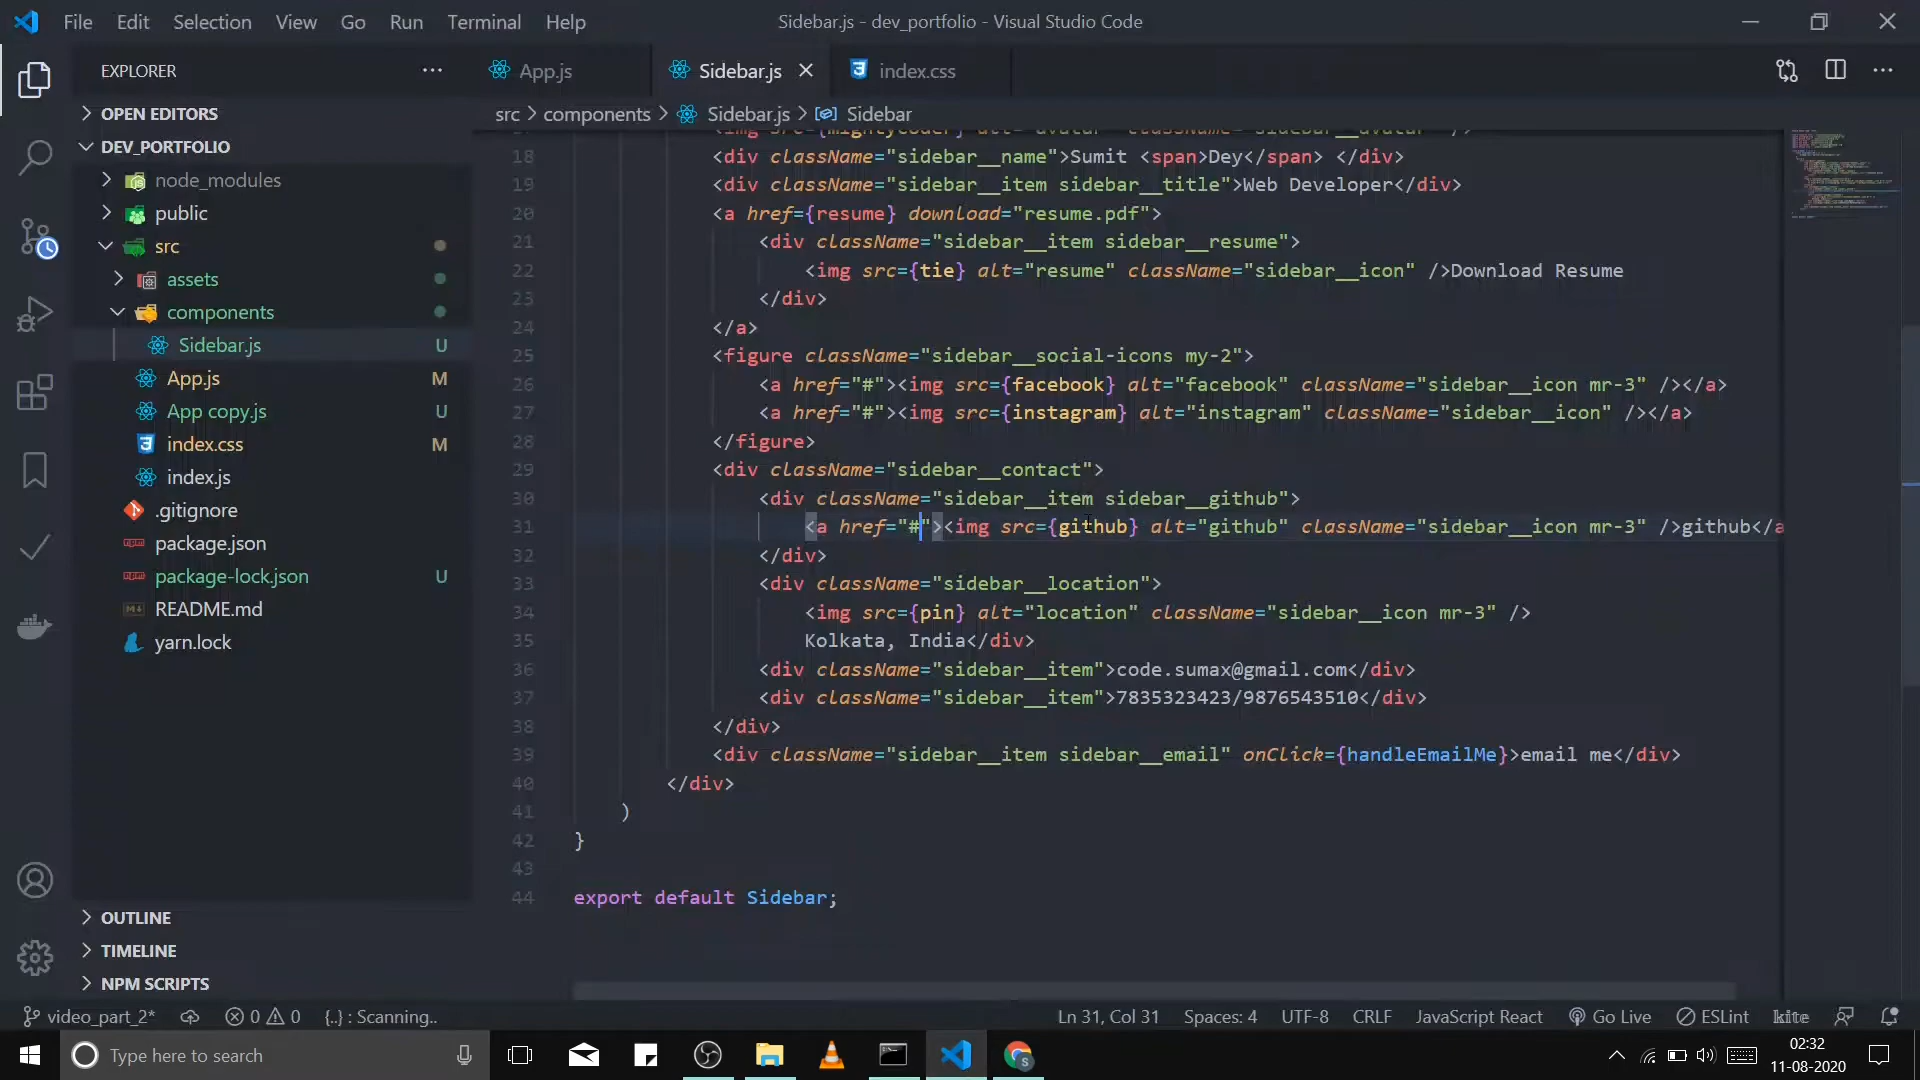 File Edit Selection View Go Run Terminal Help
Sidebar.js - dev_portfolio - Visual Studio Code
EXPLORER
App.js
Sidebar.js
index.css
OPEN EDITORS
DEV_PORTFOLIO
node_modules
public
src
assets
components
Sidebar.js U
App.js M
App copy.js U
index.css M
index.js
.gitignore
package.json
package-lock.json U
README.md
yarn.lock
OUTLINE
TIMELINE
NPM SCRIPTS
src > components > Sidebar.js > Sidebar
18 <div className="sidebar__name">Sumit <span>Dey</span> </div>
19 <div className="sidebar__item sidebar__title">Web Developer</div>
20 <a href={resume} download="resume.pdf">
21 <div className="sidebar__item sidebar__resume">
22 <img src={tie} alt="resume" className="sidebar__icon" />Download Resume
23 </div>
24 </a>
25 <figure className="sidebar__social-icons my-2">
26 <a href="#"><img src={facebook} alt="facebook" className="sidebar__icon mr-3" /></a>
27 <a href="#"><img src={instagram} alt="instagram" className="sidebar__icon" /></a>
28 </figure>
29 <div className="sidebar__contact">
30 <div className="sidebar__item sidebar__github">
31 <a href="#"><img src={github} alt="github" className="sidebar__icon mr-3" />github</a
32 </div>
33 <div className="sidebar__location">
34 <img src={pin} alt="location" className="sidebar__icon mr-3" />
35 Kolkata, India</div>
36 <div className="sidebar__item">code.sumax@gmail.com</div>
37 <div className="sidebar__item">7835323423/9876543510</div>
38 </div>
39 <div className="sidebar__item sidebar__email" onClick={handleEmailMe}>email me</div>
40 </div>
41 )
42 }
43
44 export default Sidebar;
video_part_2* 0 0 {..} : Scanning..
Ln 31, Col 31 Spaces: 4 UTF-8 CRLF JavaScript React Go Live ESLint kite
Type here to search
02:32
11-08-2020